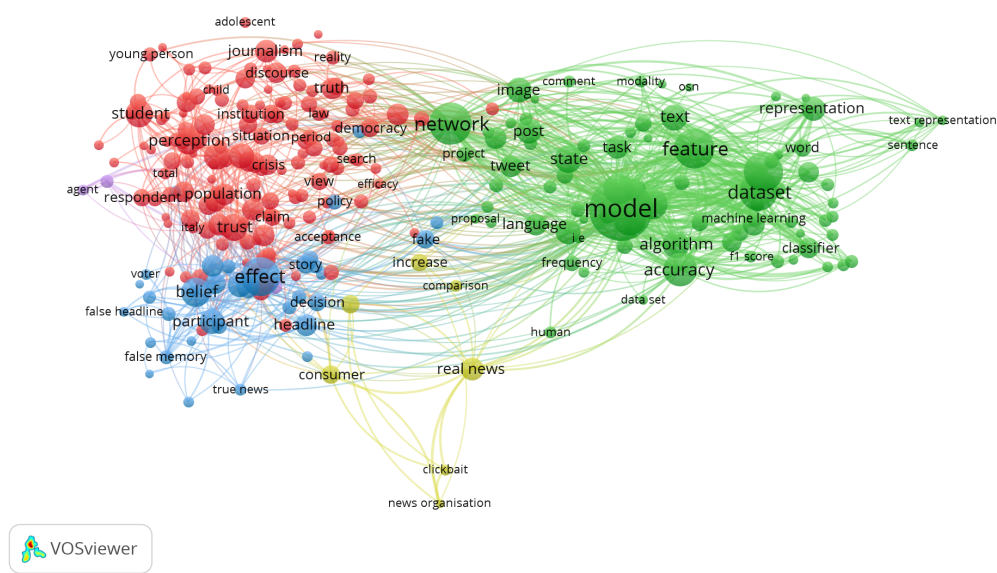 adolescent
young person
journalism
reality
discourse
child
truth
student
institution
law
perception
situation
period
democracy
crisis
search
total
view
efficacy
agent
respondent
population
policy
italy
trust
claim
acceptance
network
project
image
comment
modality
osn
post
text
representation
text representation
tweet
state
task
feature
word
sentence
dataset
model
proposal
language
i e
machine learning
algorithm
f1 score
classifier
frequency
accuracy
data set
human
fake
increase
comparison
voter
effect
story
belief
false headline
participant
decision
headline
false memory
true news
consumer
real news
clickbait
news organisation
VOSviewer